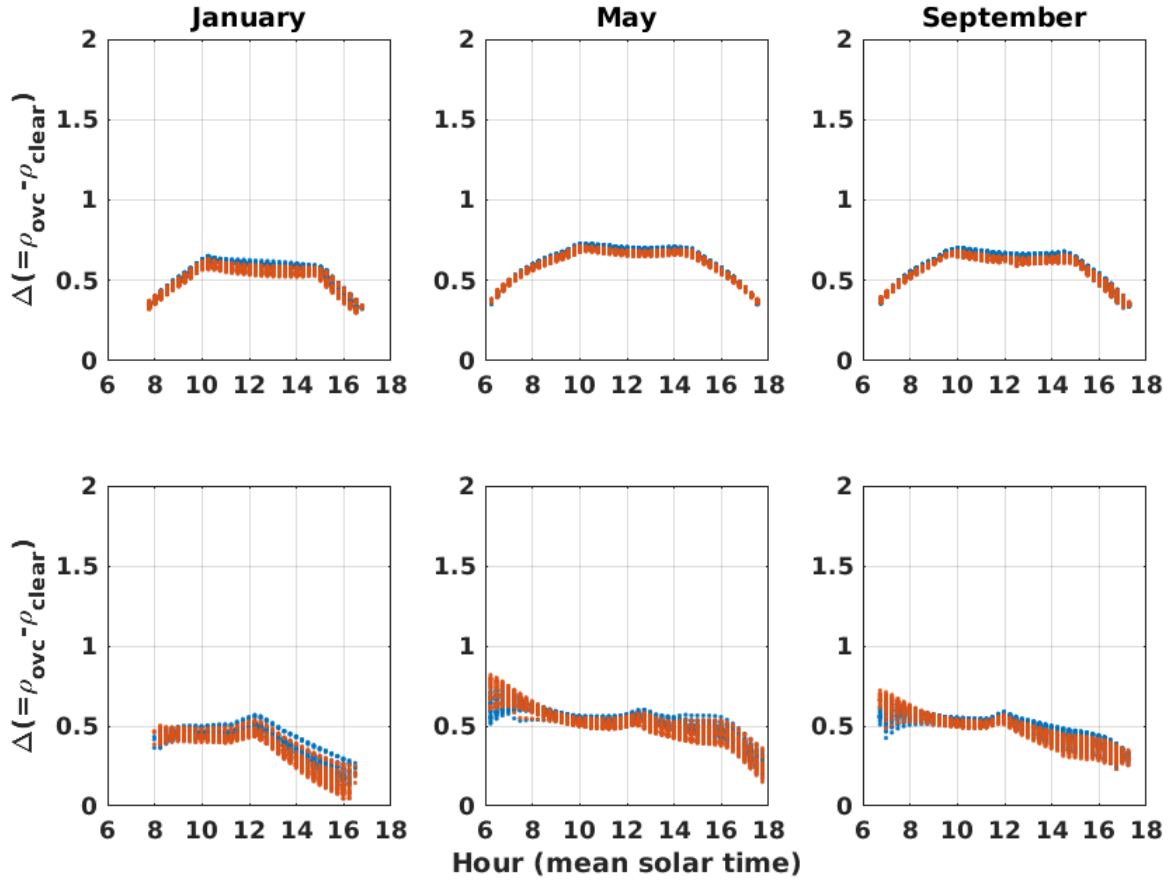 January May September
2 2 2
1.5 1.5 1.5
1 1 1
0.5 0.5 0.5
0 0 0
Δ(=ρovc-ρclear)
6 8 10 12 14 16 18 6 8 10 12 14 16 18 6 8 10 12 14 16 18
2 2 2
1.5 1.5 1.5
1 1 1
0.5 0.5 0.5
0 0 0
Δ(=ρovc-ρclear)
6 8 10 12 14 16 18 6 8 10 12 14 16 18 6 8 10 12 14 16 18
Hour (mean solar time)